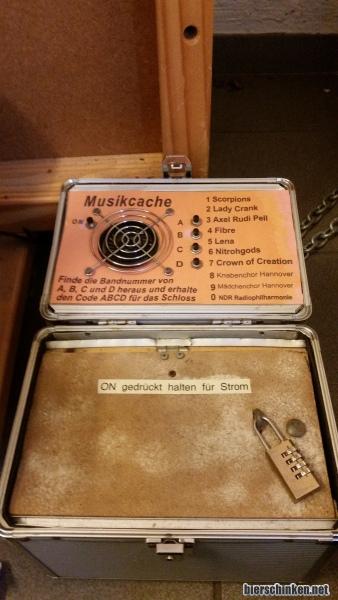 Musikcache
ON
A
B
C
D
1 Scorpions
2 Lady Crank
3 Axel Rudi Pell
4 Fibre
5 Lena
6 Nitrohgods
7 Crown of Creation
8 Knabenchor Hannover
9 Mädchenchor Hannover
0 NDR Radiophilharmonie
Finde die Bandnummer von
A, B, C und D heraus und erhalte
den Code ABCD für das Schloss
ON gedrückt halten für Strom
bierschinken.net